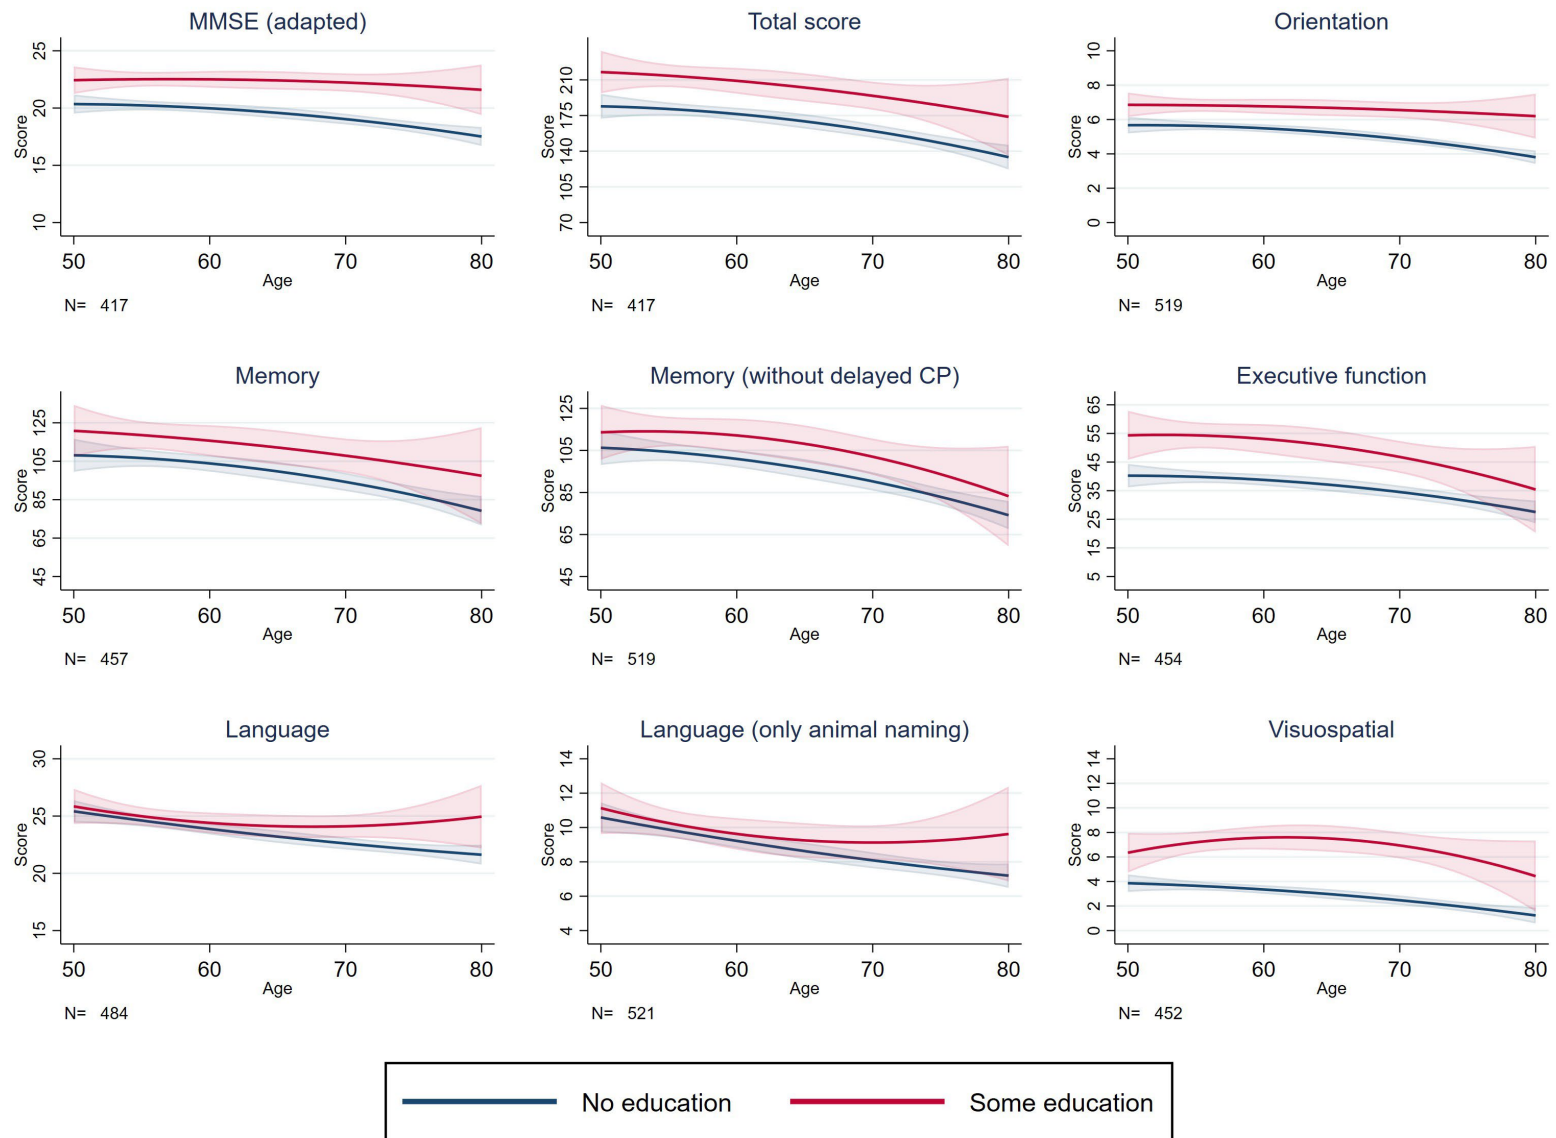 MMSE (adapted)
Score
25
20
15
10
50 60 70 80
Age
N= 417
Total score
Score
210
175
140
105
70
50 60 70 80
Age
N= 417
Orientation
Score
10
8
6
4
2
0
50 60 70 80
Age
N= 519
Memory
Score
125
105
85
65
45
50 60 70 80
Age
N= 457
Memory (without delayed CP)
Score
125
105
85
65
45
50 60 70 80
Age
N= 519
Executive function
Score
65
55
45
35
25
15
5
50 60 70 80
Age
N= 454
Language
Score
30
25
20
15
50 60 70 80
Age
N= 484
Language (only animal naming)
Score
14
12
10
8
6
4
50 60 70 80
Age
N= 521
Visuospatial
Score
14
12
10
8
6
4
2
0
50 60 70 80
Age
N= 452
No education Some education